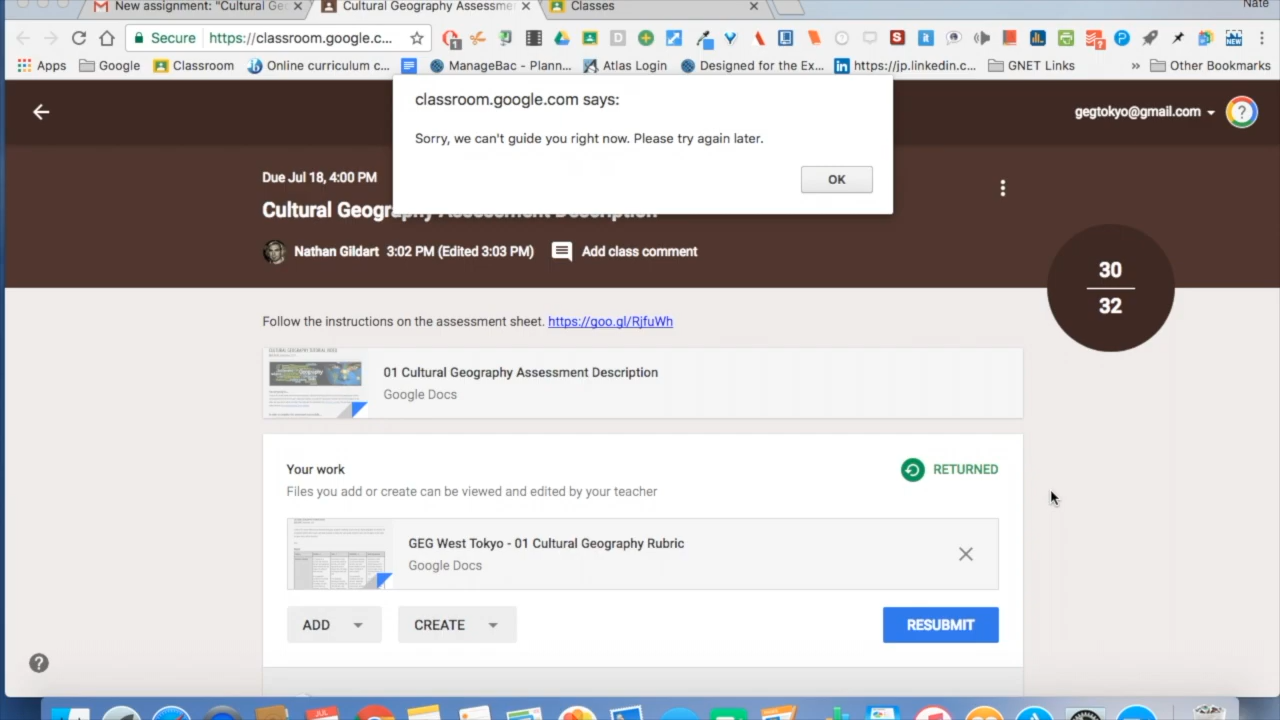 New assignment: "Cultural Ge
Cultural Geography Assessme
Classes
Nate
Secure
https://classroom.google.c...
Apps
Google
Classroom
Online curriculum c...
ManageBac - Plann...
Atlas Login
Designed for the Ex...
https://jp.linkedin.c...
GNET Links
»
Other Bookmarks
classroom.google.com says:
Sorry, we can't guide you right now. Please try again later.
OK
gegtokyo@gmail.com
Due Jul 18, 4:00 PM
Cultural Geography Assessment Description
Nathan Gildart 3:02 PM (Edited 3:03 PM)
Add class comment
30
32
Follow the instructions on the assessment sheet. https://goo.gl/RjfuWh
01 Cultural Geography Assessment Description
Google Docs
Your work
RETURNED
Files you add or create can be viewed and edited by your teacher
GEG West Tokyo - 01 Cultural Geography Rubric
Google Docs
ADD
CREATE
RESUBMIT